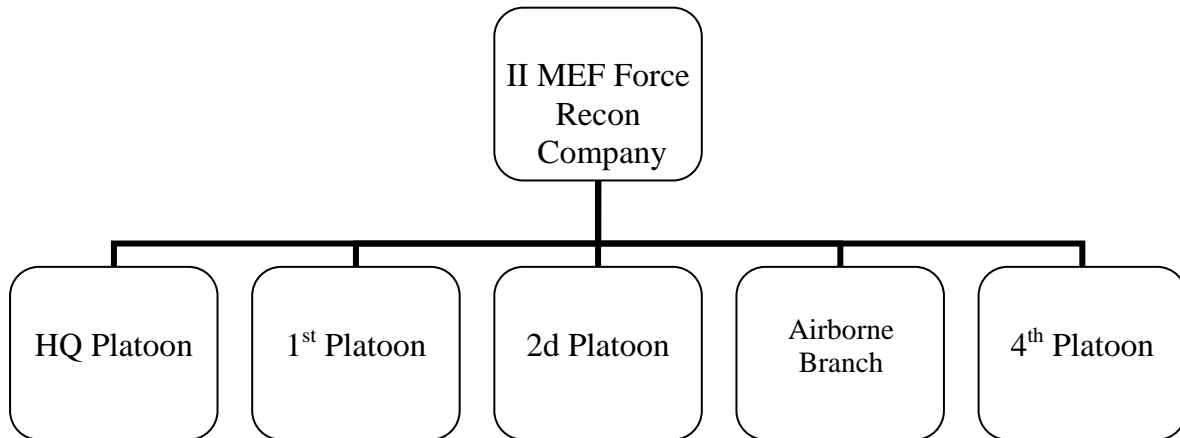 II MEF Force
Recon
Company
HQ Platoon
1st Platoon
2d Platoon
Airborne
Branch
4th Platoon